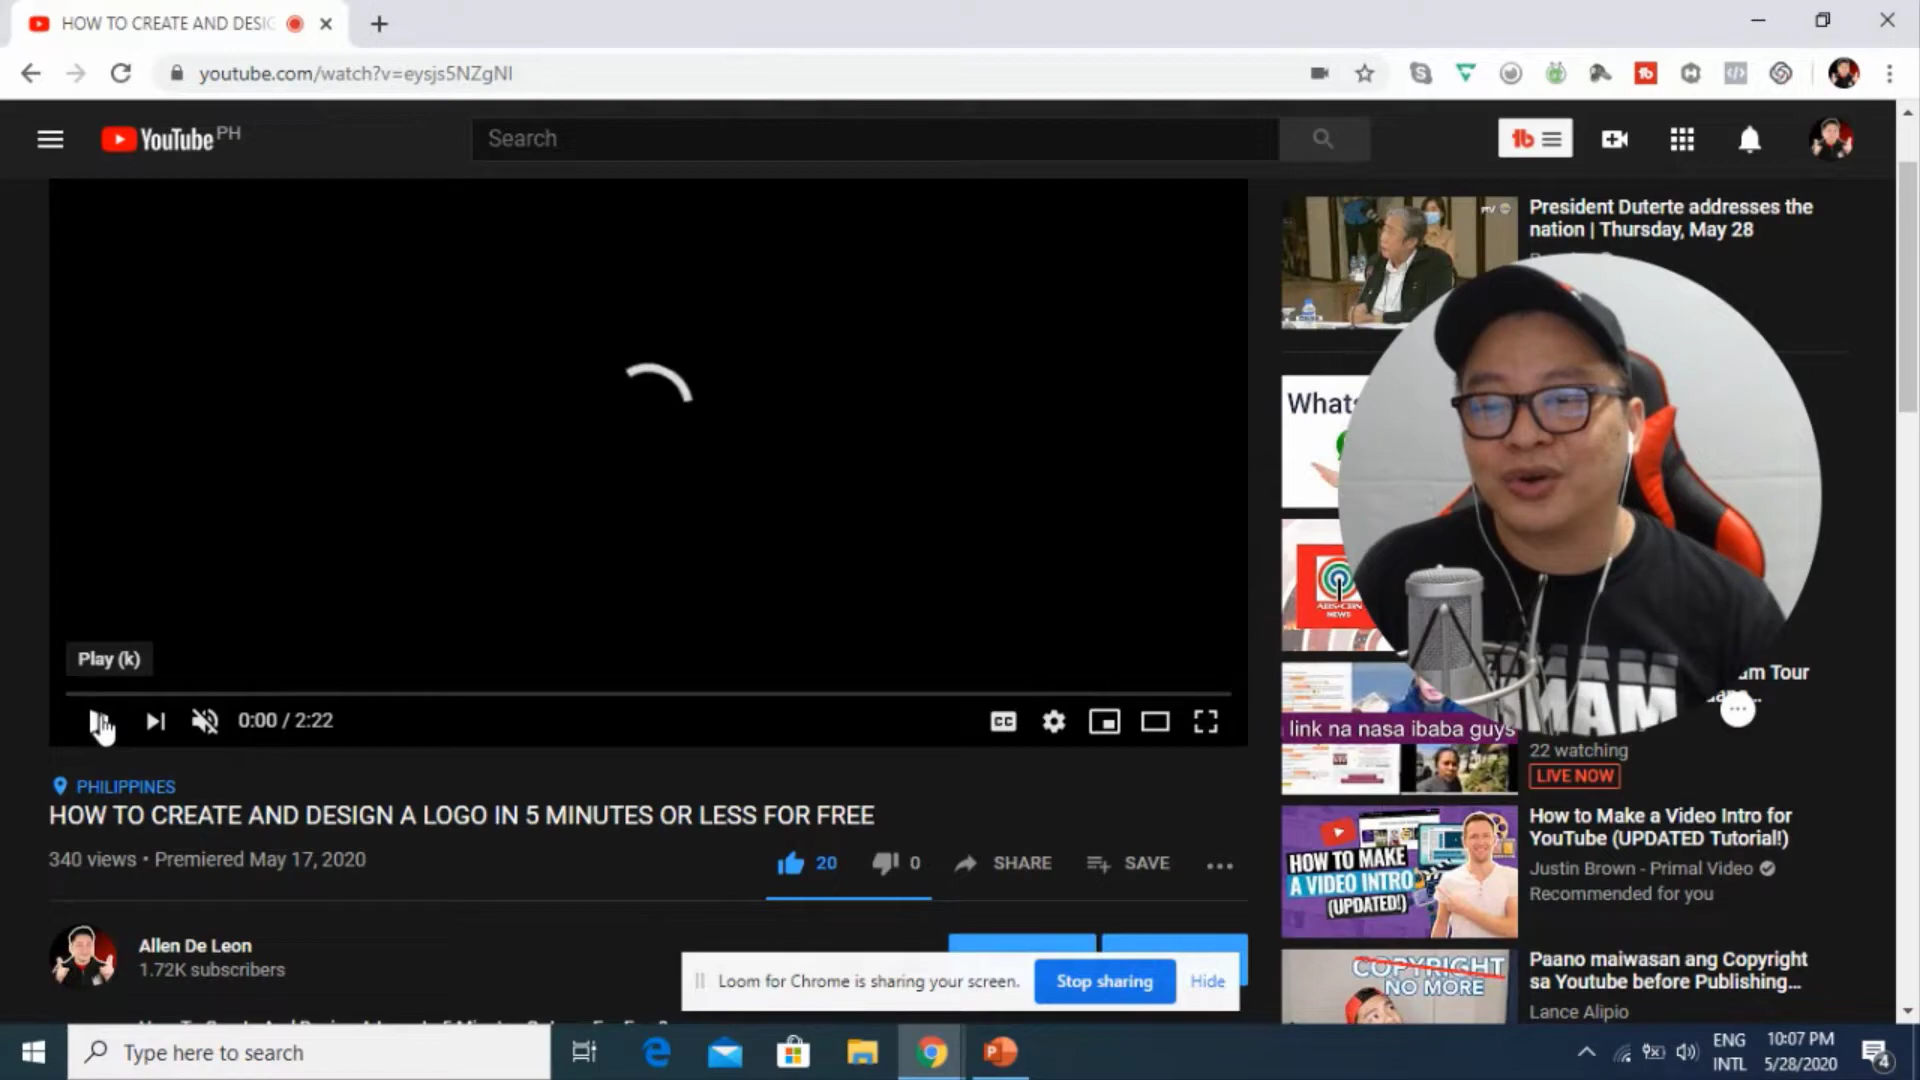 HOW TO CREATE AND DESIG
youtube.com/watch?v=eysjs5NZgNI
YouTube PH
Search
President Duterte addresses the
nation | Thursday, May 28
Whats
ABS-CBN
NEWS
Play (k)
0:00 / 2:22
CC
am Tour
link na nasa ibaba guys
22 watching
LIVE NOW
PHILIPPINES
HOW TO CREATE AND DESIGN A LOGO IN 5 MINUTES OR LESS FOR FREE
340 views • Premiered May 17, 2020
20
0
SHARE
SAVE
HOW TO MAKE
A VIDEO INTRO
(UPDATED!)
How to Make a Video Intro for
YouTube (UPDATED Tutorial!)
Justin Brown - Primal Video
Recommended for you
Allen De Leon
1.72K subscribers
Loom for Chrome is sharing your screen.
Stop sharing
Hide
COPYRIGHT
NO MORE
Paano maiwasan ang Copyright
sa Youtube before Publishing...
Lance Alipio
Type here to search
ENG
INTL
10:07 PM
5/28/2020
4